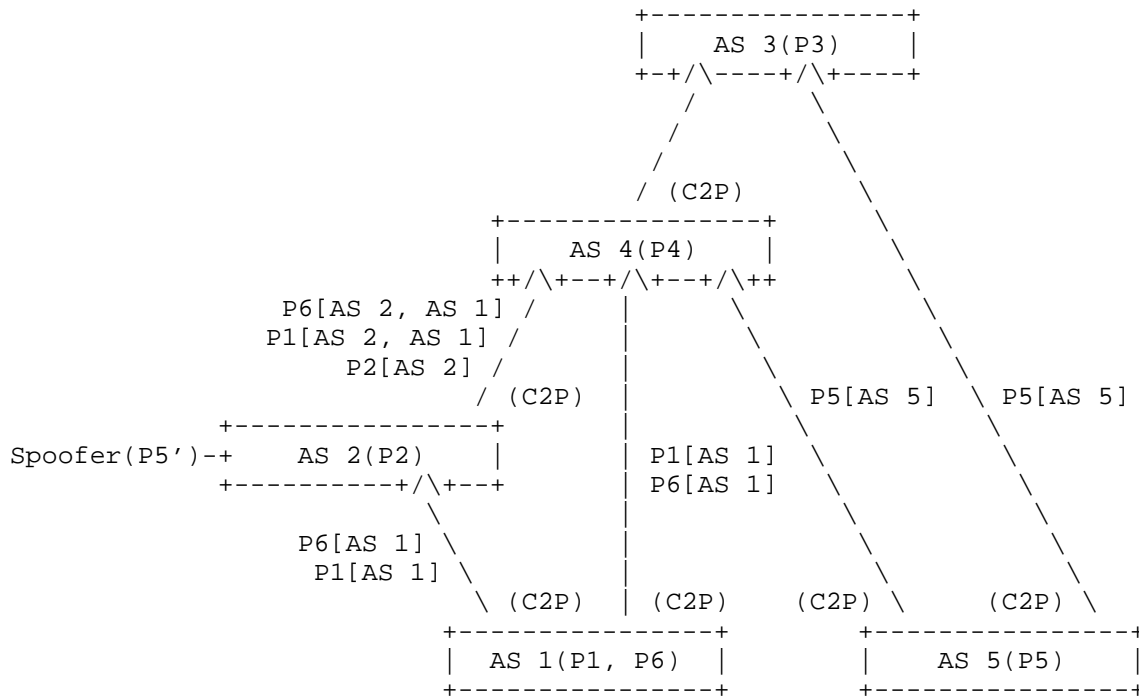 AS 3(P3)
(C2P)
AS 4(P4)
P6[AS 2, AS 1]
P1[AS 2, AS 1]
P2[AS 2]
(C2P) P5[AS 5] P5[AS 5]
Spoofer(P5') AS 2(P2) P1[AS 1]
P6[AS 1]
P6[AS 1]
P1[AS 1]
(C2P) (C2P) (C2P) (C2P)
AS 1(P1, P6) AS 5(P5)